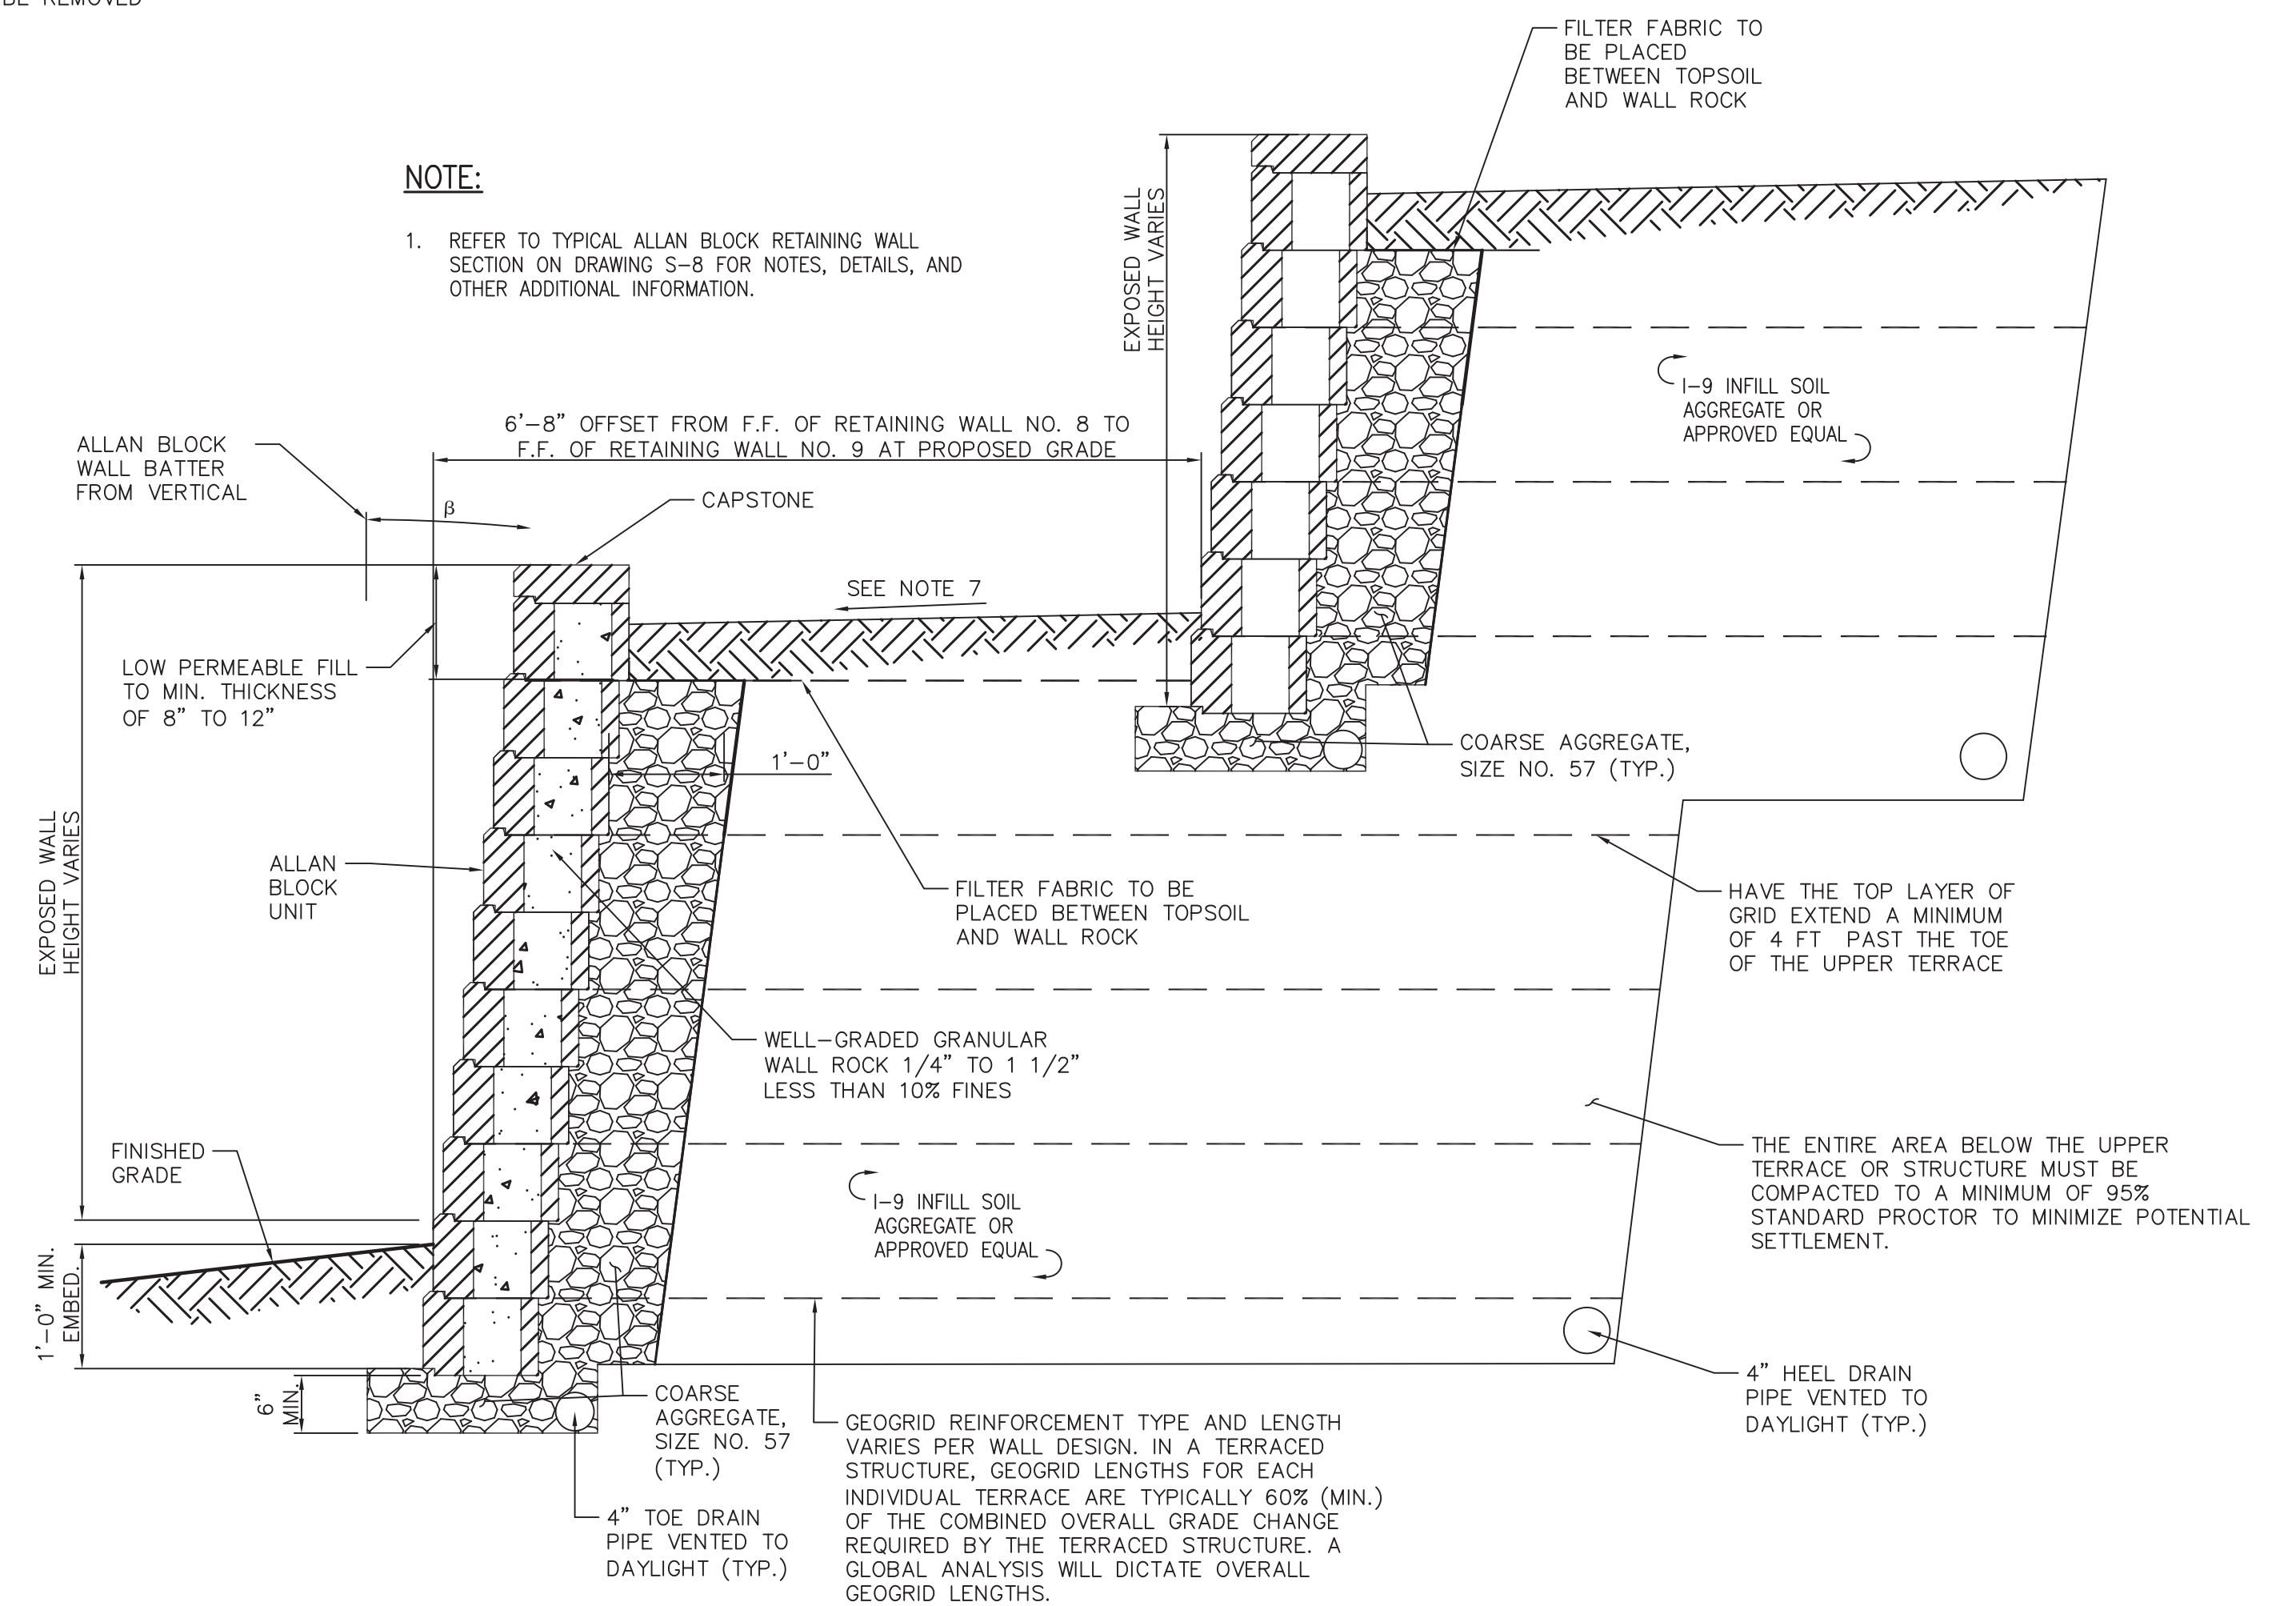 BE REMOVED
FILTER FABRIC TO
BE PLACED
BETWEEN TOPSOIL
AND WALL ROCK
NOTE:
1. REFER TO TYPICAL ALLAN BLOCK RETAINING WALL
SECTION ON DRAWING S-8 FOR NOTES, DETAILS, AND
OTHER ADDITIONAL INFORMATION.
EXPOSED WALL
HEIGHT VARIES
I-9 INFILL SOIL
AGGREGATE OR
APPROVED EQUAL
6'-8" OFFSET FROM F.F. OF RETAINING WALL NO. 8 TO
F.F. OF RETAINING WALL NO. 9 AT PROPOSED GRADE
ALLAN BLOCK
WALL BATTER
FROM VERTICAL
β
CAPSTONE
SEE NOTE 7
LOW PERMEABLE FILL
TO MIN. THICKNESS
OF 8" TO 12"
1'-0"
COARSE AGGREGATE,
SIZE NO. 57 (TYP.)
EXPOSED WALL
HEIGHT VARIES
ALLAN
BLOCK
UNIT
FILTER FABRIC TO BE
PLACED BETWEEN TOPSOIL
AND WALL ROCK
HAVE THE TOP LAYER OF
GRID EXTEND A MINIMUM
OF 4 FT PAST THE TOE
OF THE UPPER TERRACE
WELL-GRADED GRANULAR
WALL ROCK 1/4" TO 1 1/2"
LESS THAN 10% FINES
FINISHED
GRADE
THE ENTIRE AREA BELOW THE UPPER
TERRACE OR STRUCTURE MUST BE
COMPACTED TO A MINIMUM OF 95%
STANDARD PROCTOR TO MINIMIZE POTENTIAL
SETTLEMENT.
I-9 INFILL SOIL
AGGREGATE OR
APPROVED EQUAL
1'-0" MIN.
EMBED.
6"
MIN.
COARSE
AGGREGATE,
SIZE NO. 57
(TYP.)
4" HEEL DRAIN
PIPE VENTED TO
DAYLIGHT (TYP.)
GEOGRID REINFORCEMENT TYPE AND LENGTH
VARIES PER WALL DESIGN. IN A TERRACED
STRUCTURE, GEOGRID LENGTHS FOR EACH
INDIVIDUAL TERRACE ARE TYPICALLY 60% (MIN.)
OF THE COMBINED OVERALL GRADE CHANGE
REQUIRED BY THE TERRACED STRUCTURE. A
GLOBAL ANALYSIS WILL DICTATE OVERALL
GEOGRID LENGTHS.
4" TOE DRAIN
PIPE VENTED TO
DAYLIGHT (TYP.)